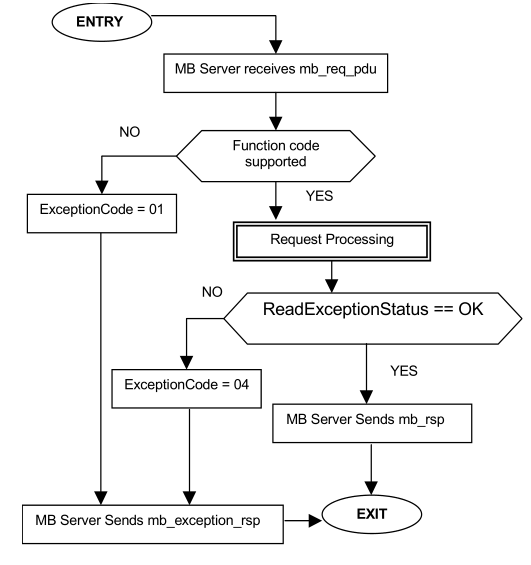 ENTRY
MB Server receives mb_req_pdu
NO
Function code
supported
YES
ExceptionCode = 01
Request Processing
NO
ReadExceptionStatus == OK
YES
ExceptionCode = 04
MB Server Sends mb_rsp
MB Server Sends mb_exception_rsp
EXIT